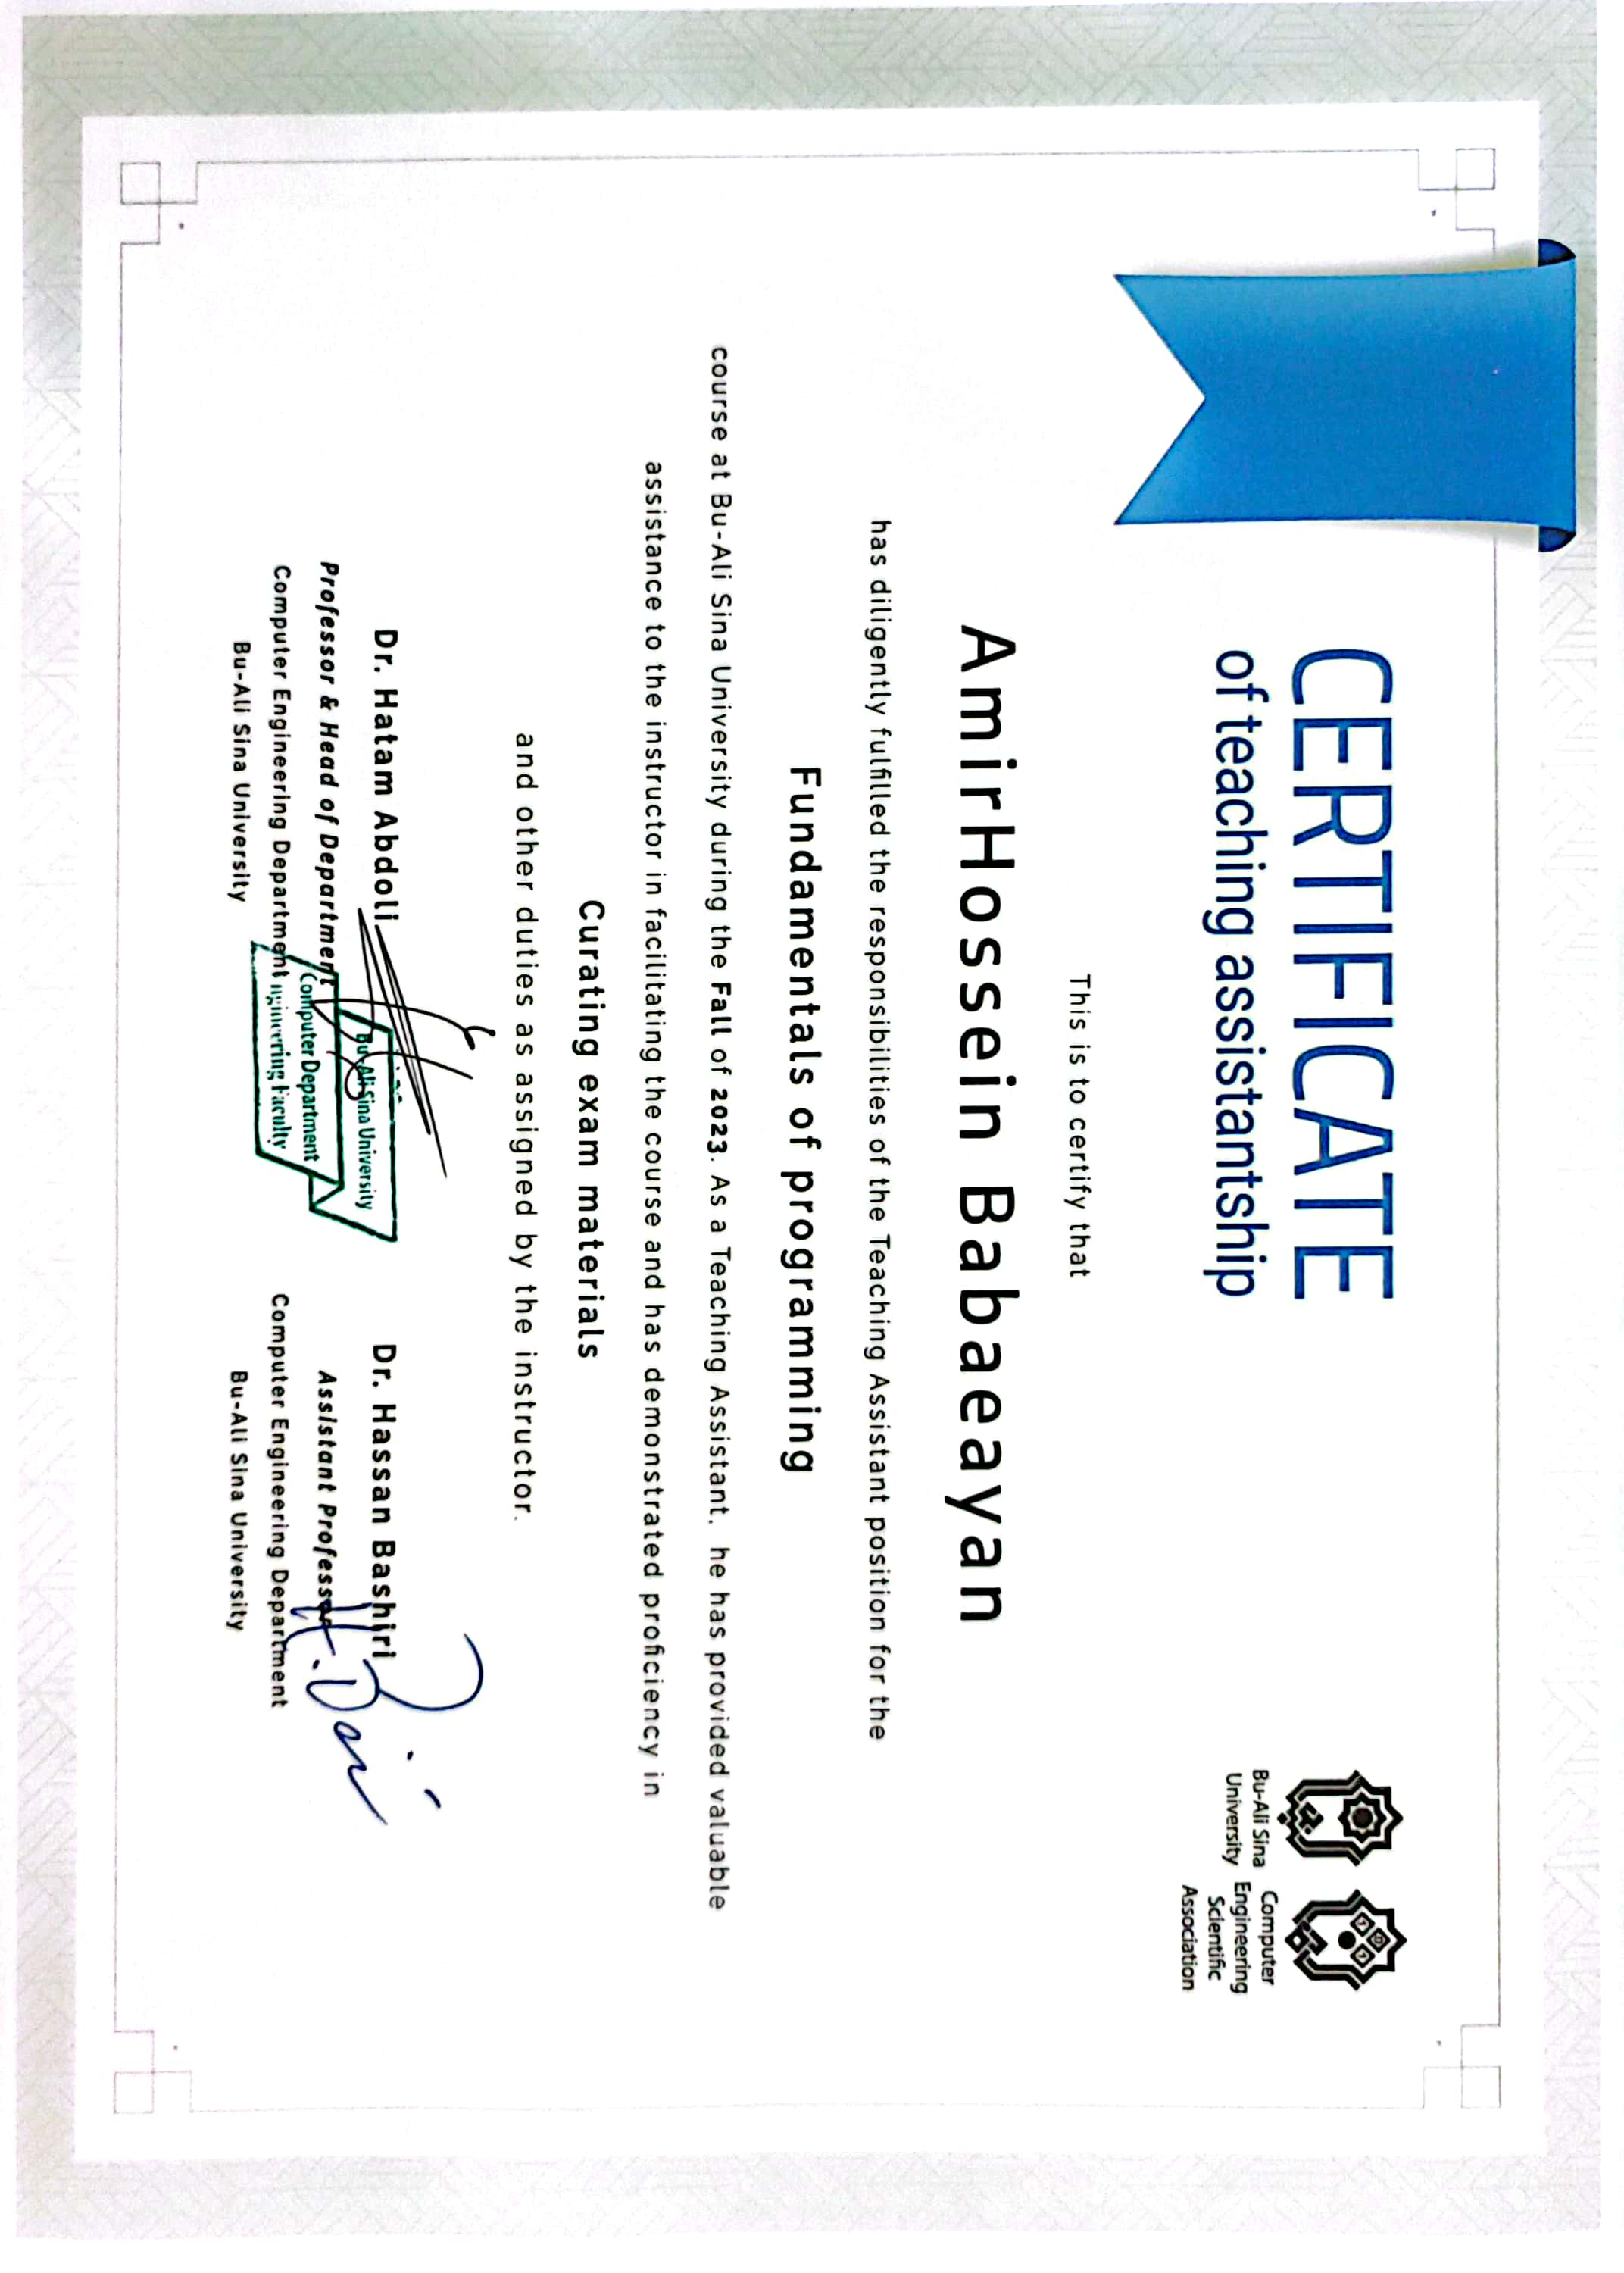 CERTIFICATE
of teaching assistantship
Bu-Ali Sina
University
Computer
Engineering
Scientific
Association
This is to certify that
AmirHossein Babaeayan
has diligently fulfilled the responsibilities of the Teaching Assistant position for the
Fundamentals of programming
course at Bu-Ali Sina University during the Fall of 2023. As a Teaching Assistant, he has provided valuable
assistance to the instructor in facilitating the course and has demonstrated proficiency in
Curating exam materials
and other duties as assigned by the instructor.
Dr. Hatam Abdoli
Professor & Head of Department
Computer Engineering Department
Bu-Ali Sina University
Bu-Ali Sina University
Computer Department
ngineering Faculty
Dr. Hassan Bashiri
Assistant Professor
Computer Engineering Department
Bu-Ali Sina University